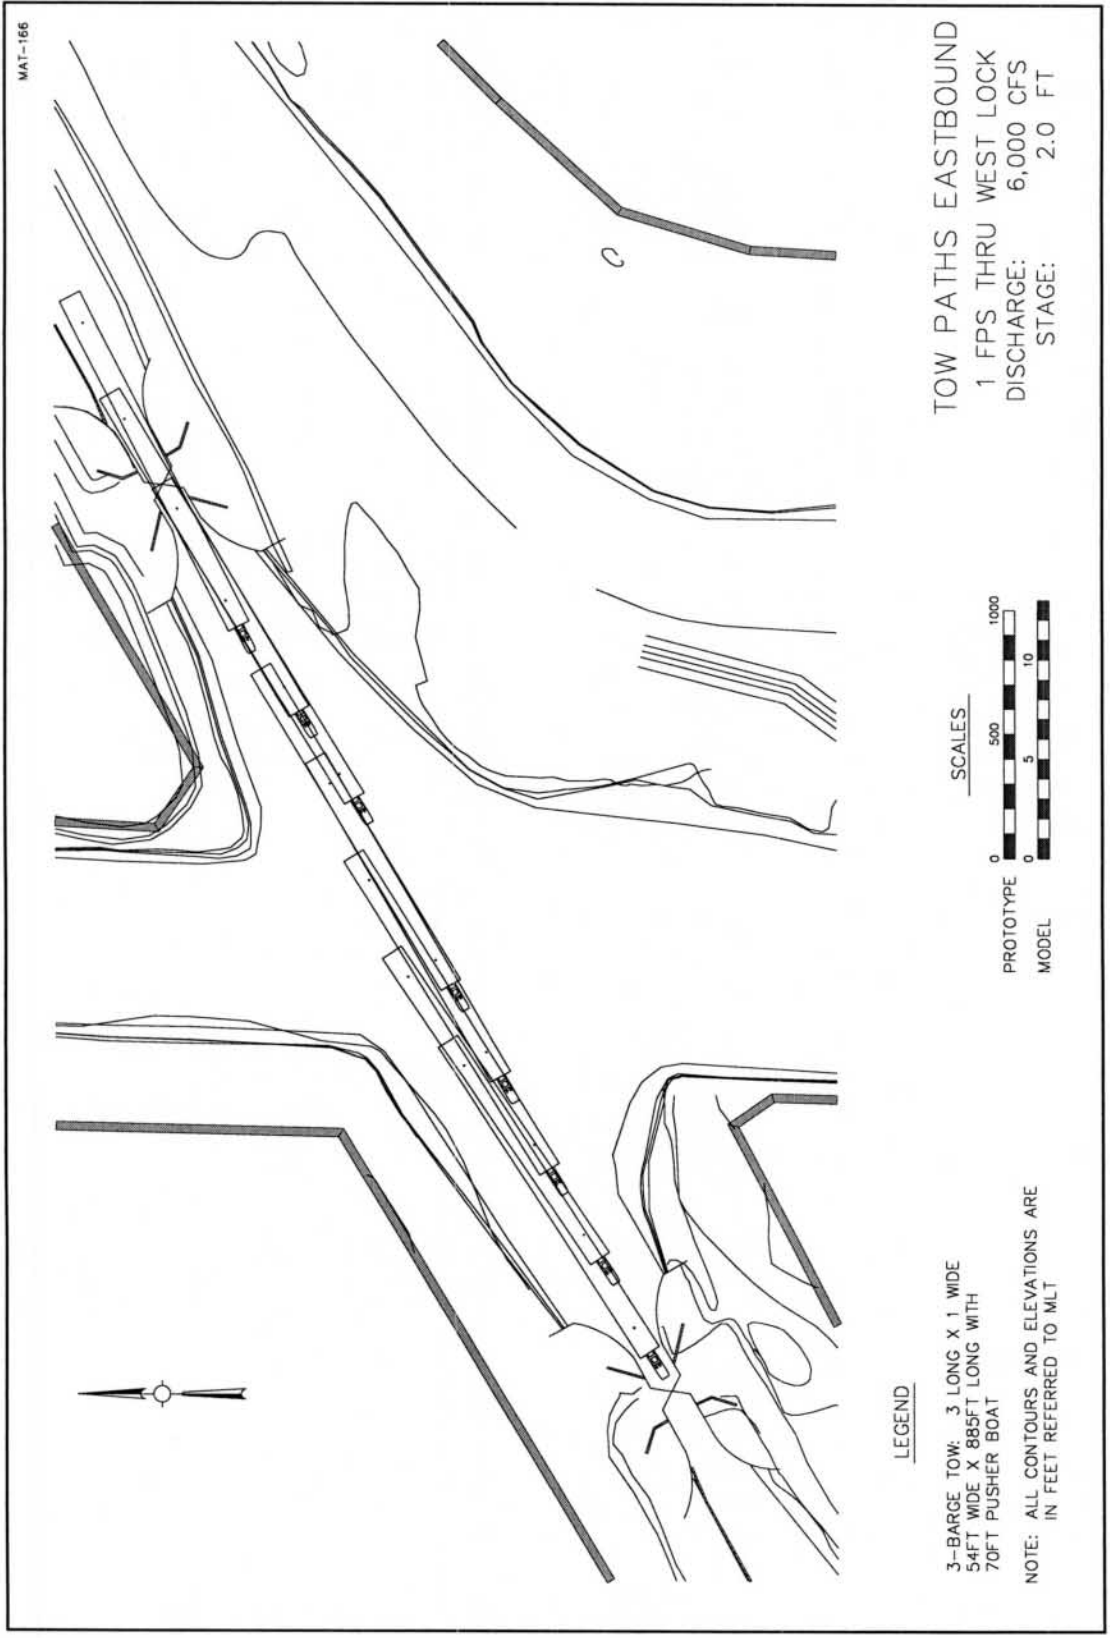 MAT-166
TOW PATHS EASTBOUND
1 FPS THRU WEST LOCK
DISCHARGE: 6,000 CFS
STAGE: 2.0 FT
SCALES
PROTOTYPE 0 500 1000
MODEL 0 5 10
LEGEND
3-BARGE TOW: 3 LONG X 1 WIDE
54FT WIDE X 885FT LONG WITH
70FT PUSHER BOAT
NOTE: ALL CONTOURS AND ELEVATIONS ARE
IN FEET REFERRED TO MLT